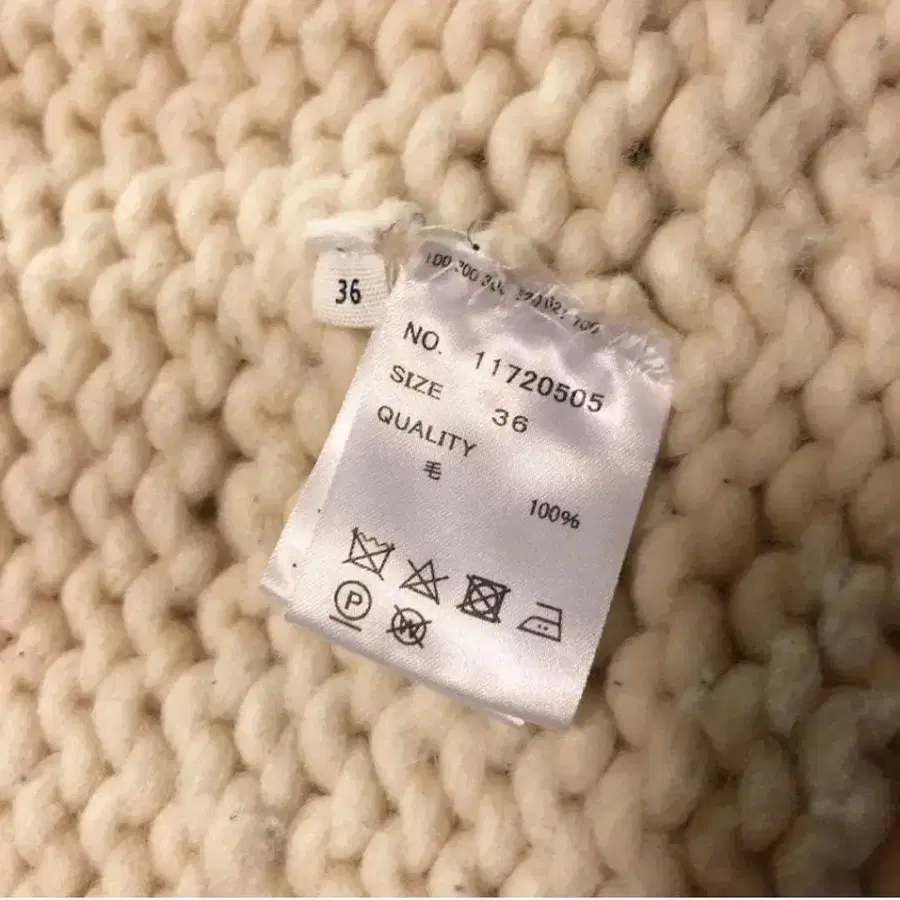 36
NO. 11720505
SIZE 36
QUALITY
毛 100%
P
W